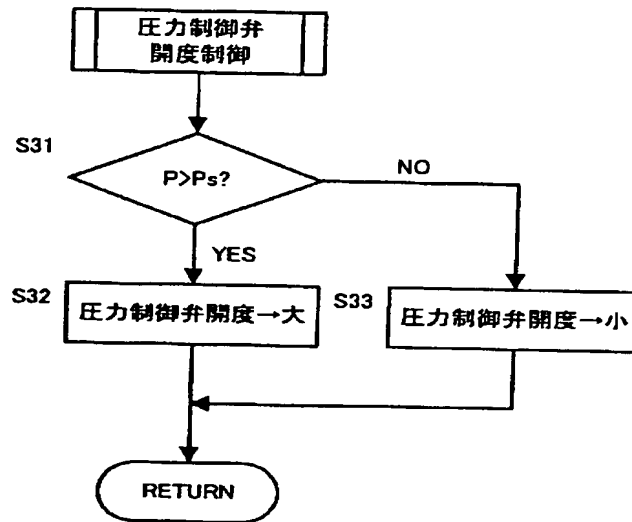 圧力制御弁
開度制御
S31
P>Ps?
NO
YES
S32
圧力制御弁開度→大
S33
圧力制御弁開度→小
RETURN